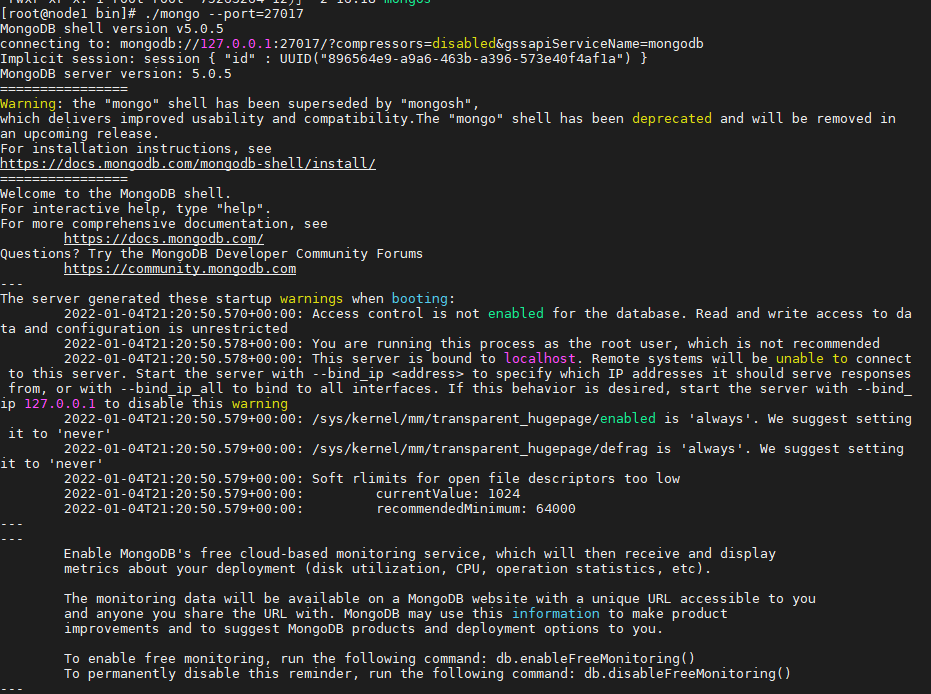 [root@node1 bin]# ./mongo --port=27017
MongoDB shell version v5.0.5
connecting to: mongodb://127.0.0.1:27017/?compressors=disabled&gssapiServiceName=mongodb
Implicit session: session { "id" : UUID("896564e9-a9a6-463b-a396-573e40f4af1a") }
MongoDB server version: 5.0.5
================
Warning: the "mongo" shell has been superseded by "mongosh",
which delivers improved usability and compatibility.The "mongo" shell has been deprecated and will be removed in
an upcoming release.
For installation instructions, see
https://docs.mongodb.com/mongodb-shell/install/
================
Welcome to the MongoDB shell.
For interactive help, type "help".
For more comprehensive documentation, see
https://docs.mongodb.com/
Questions? Try the MongoDB Developer Community Forums
https://community.mongodb.com
---
The server generated these startup warnings when booting:
2022-01-04T21:20:50.570+00:00: Access control is not enabled for the database. Read and write access to da
ta and configuration is unrestricted
2022-01-04T21:20:50.578+00:00: You are running this process as the root user, which is not recommended
2022-01-04T21:20:50.578+00:00: This server is bound to localhost. Remote systems will be unable to connect
to this server. Start the server with --bind_ip <address> to specify which IP addresses it should serve responses
from, or with --bind_ip_all to bind to all interfaces. If this behavior is desired, start the server with --bind_
ip 127.0.0.1 to disable this warning
2022-01-04T21:20:50.579+00:00: /sys/kernel/mm/transparent_hugepage/enabled is 'always'. We suggest setting
it to 'never'
2022-01-04T21:20:50.579+00:00: /sys/kernel/mm/transparent_hugepage/defrag is 'always'. We suggest setting
it to 'never'
2022-01-04T21:20:50.579+00:00: Soft rlimits for open file descriptors too low
2022-01-04T21:20:50.579+00:00:         currentValue: 1024
2022-01-04T21:20:50.579+00:00:         recommendedMinimum: 64000
---
---
Enable MongoDB's free cloud-based monitoring service, which will then receive and display
metrics about your deployment (disk utilization, CPU, operation statistics, etc).
The monitoring data will be available on a MongoDB website with a unique URL accessible to you
and anyone you share the URL with. MongoDB may use this information to make product
improvements and to suggest MongoDB products and deployment options to you.
To enable free monitoring, run the following command: db.enableFreeMonitoring()
To permanently disable this reminder, run the following command: db.disableFreeMonitoring()
---